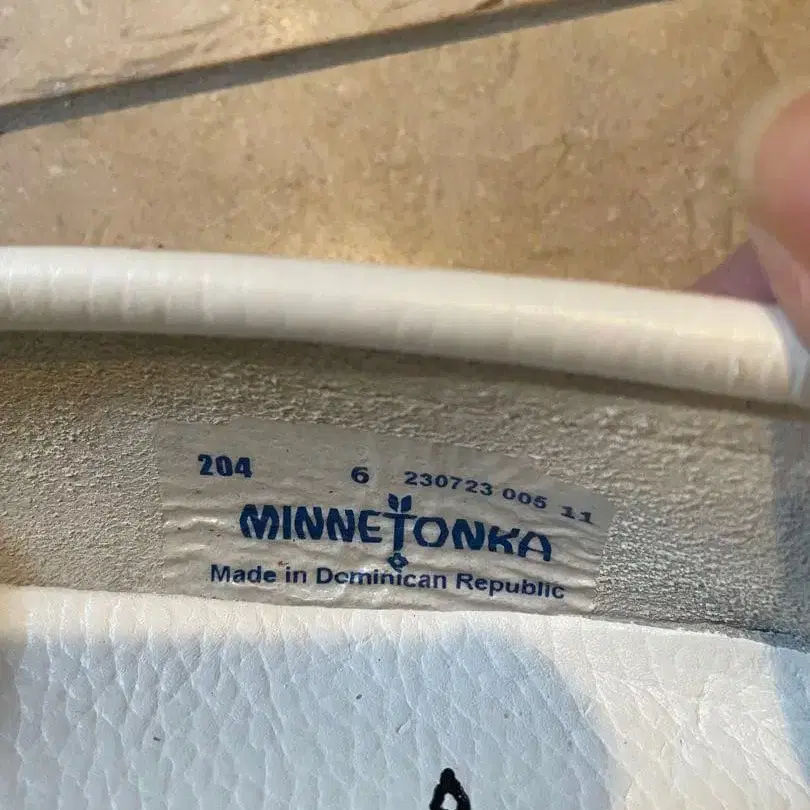 204 6 230723 005 11
MINNETONKA
Made in Dominican Republic